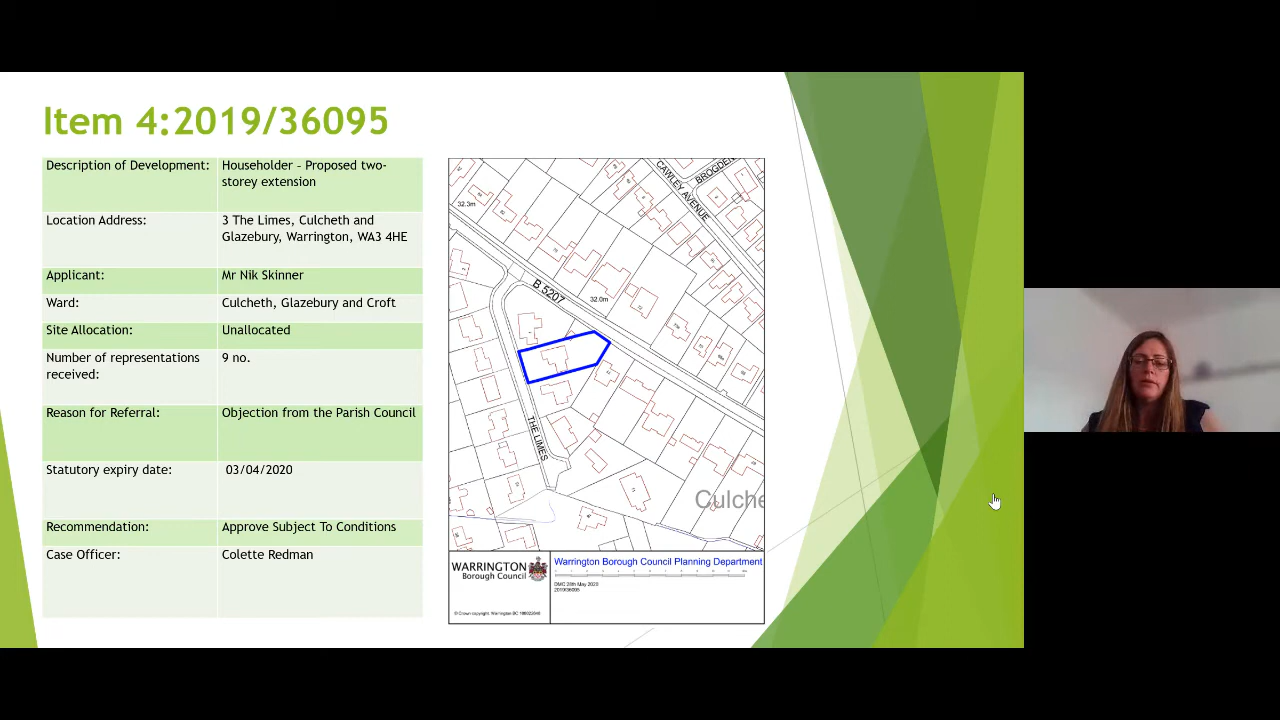 Item 4:2019/36095
Description of Development:
Householder - Proposed two-
storey extension
Location Address:
3 The Limes, Culcheth and
Glazebury, Warrington, WA3 4HE
Applicant:
Mr Nik Skinner
Ward:
Culcheth, Glazebury and Croft
Site Allocation:
Unallocated
Number of representations
received:
9 no.
Reason for Referral:
Objection from the Parish Council
Statutory expiry date:
03/04/2020
Recommendation:
Approve Subject To Conditions
Case Officer:
Colette Redman
CAWLEY AVENUE
BROGDEN
32.3m
B 5207
32.0m
THE LIMES
Culche
WARRINGTON
Borough Council
Warrington Borough Council Planning Department
2019/36095